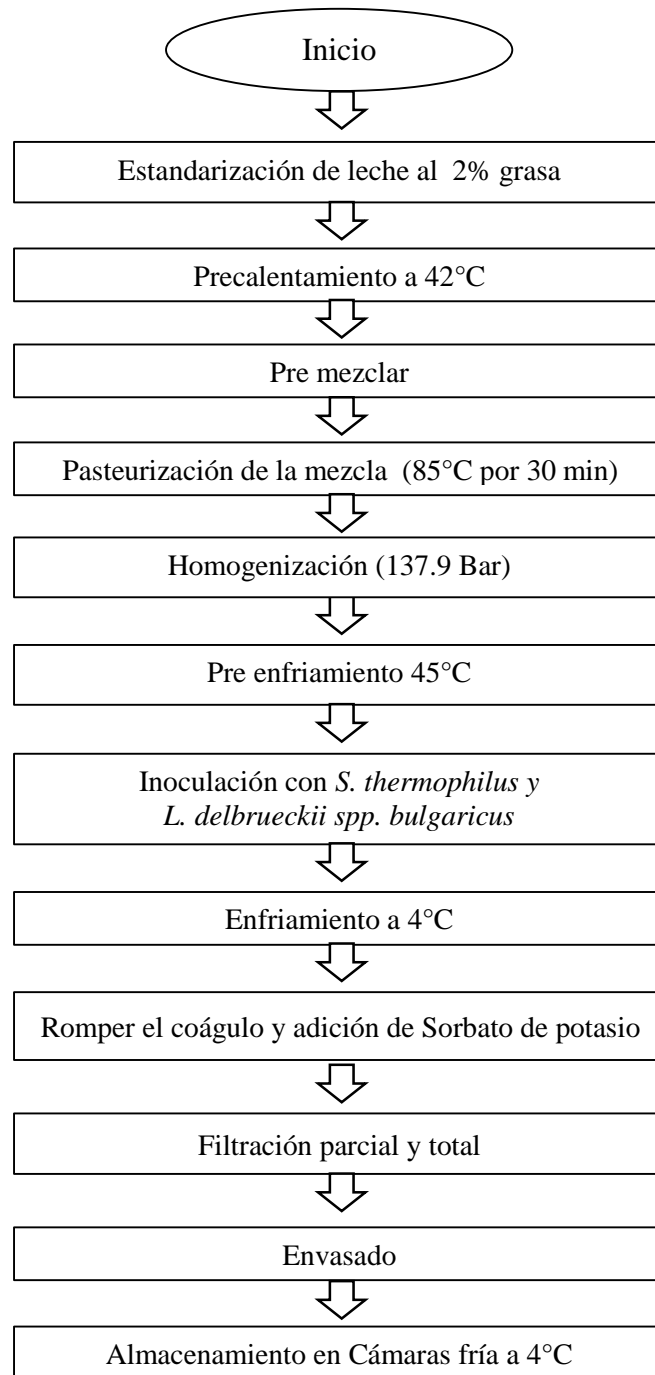 Inicio
Estandarización de leche al 2% grasa
Precalentamiento a 42°C
Pre mezclar
Pasteurización de la mezcla (85°C por 30 min)
Homogenización (137.9 Bar)
Pre enfriamiento 45°C
Inoculación con S. thermophilus y
L. delbrueckii spp. bulgaricus
Enfriamiento a 4°C
Romper el coágulo y adición de Sorbato de potasio
Filtración parcial y total
Envasado
Almacenamiento en Cámaras fría a 4°C